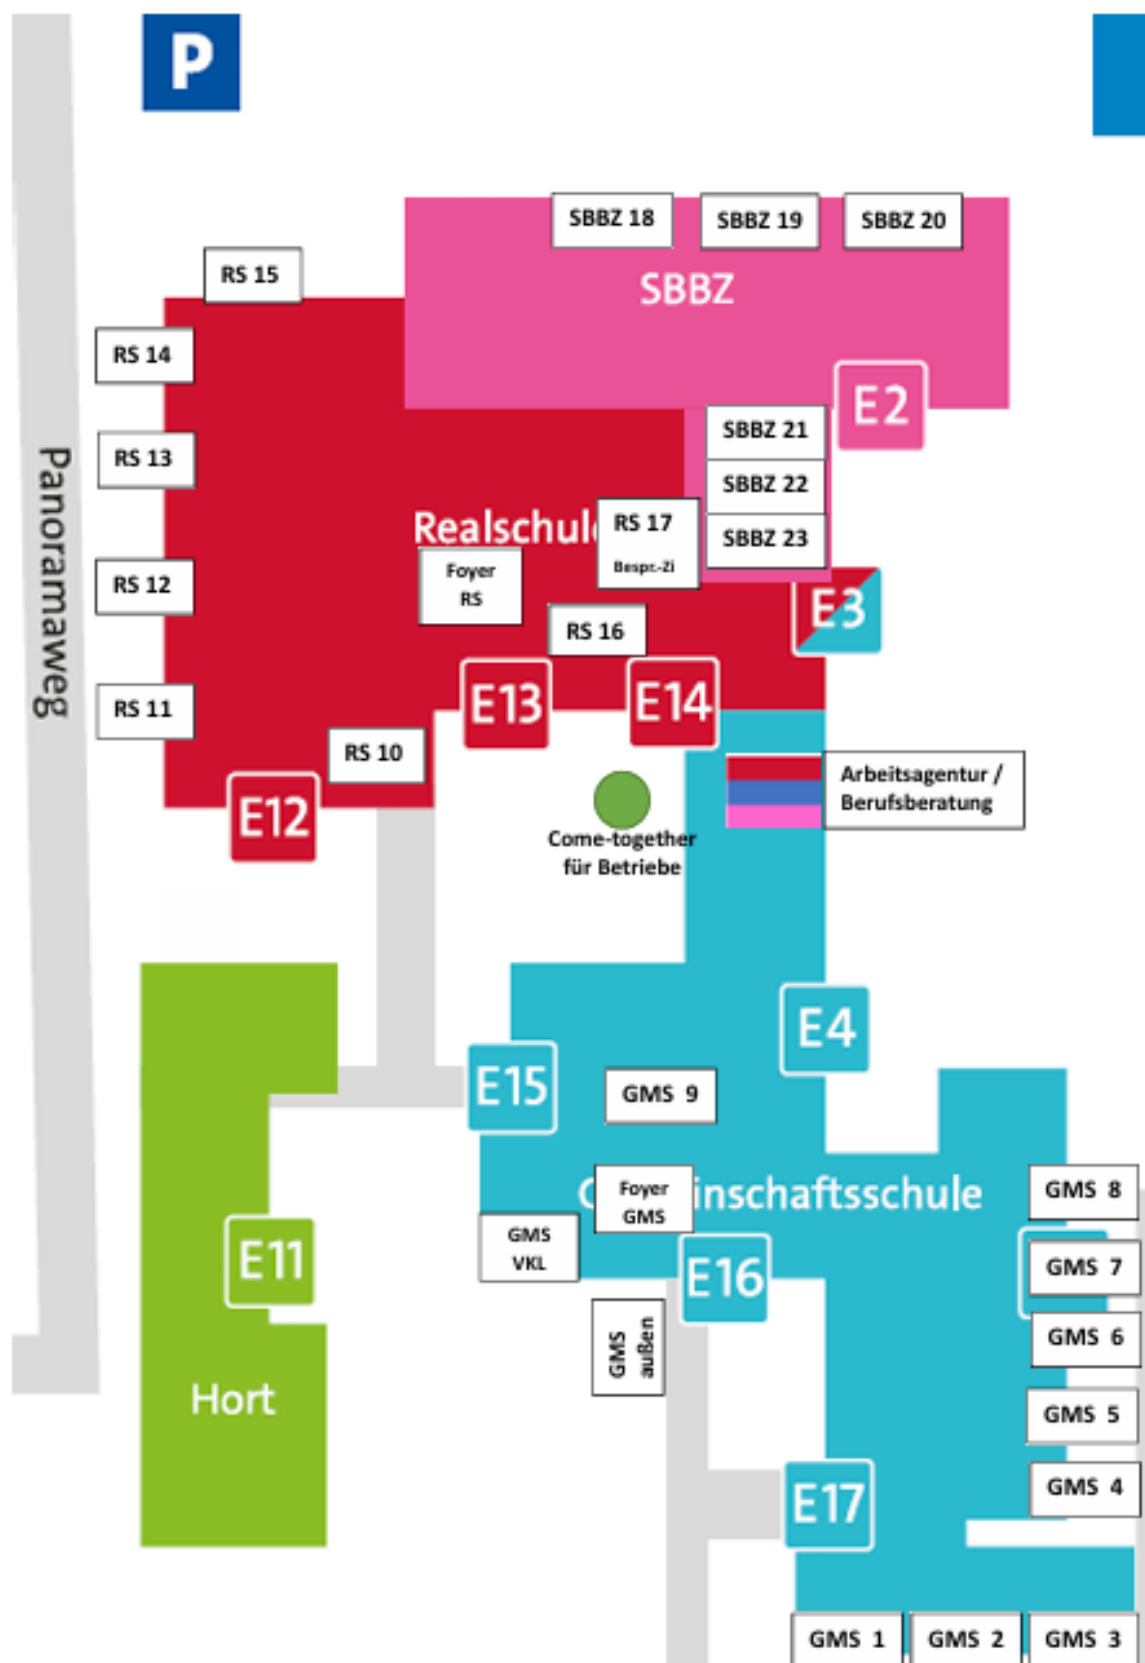 P
SBBZ 18
SBBZ 19
SBBZ 20
SBBZ
RS 15
RS 14
E2
SBBZ 21
RS 13
SBBZ 22
Panoramaweg
Realschul
RS 17
Bespr.-Zi
SBBZ 23
Foyer
RS
RS 12
E3
RS 16
RS 11
E13
E14
RS 10
Arbeitsagentur /
Berufsberatung
E12
Come-together
für Betriebe
E4
E15
GMS 9
Foyer
GMS
inschaftsschule
GMS 8
GMS
VKL
E11
E16
GMS 7
GMS
außen
GMS 6
Hort
GMS 5
GMS 4
E17
GMS 1
GMS 2
GMS 3